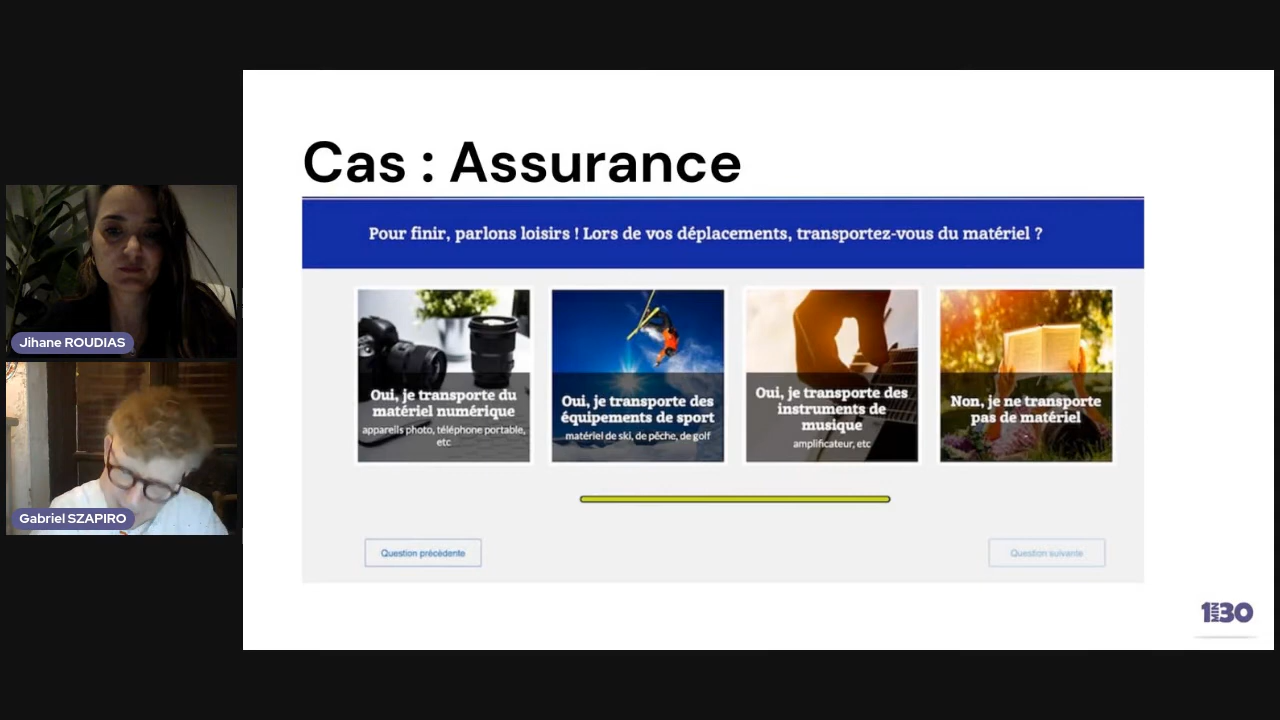 Cas : Assurance
Pour finir, parlons loisirs ! Lors de vos déplacements, transportez-vous du matériel ?
Oui, je transporte du
matériel numérique
appareils photo, téléphone portable,
etc
Oui, je transporte des
équipements de sport
matériel de ski, de pêche, de golf
Oui, je transporte des
instruments de
musique
amplificateur, etc
Non, je ne transporte
pas de matériel
Question précédente
Question suivante
Jihane ROUDIAS
Gabriel SZAPIRO
1MIN30